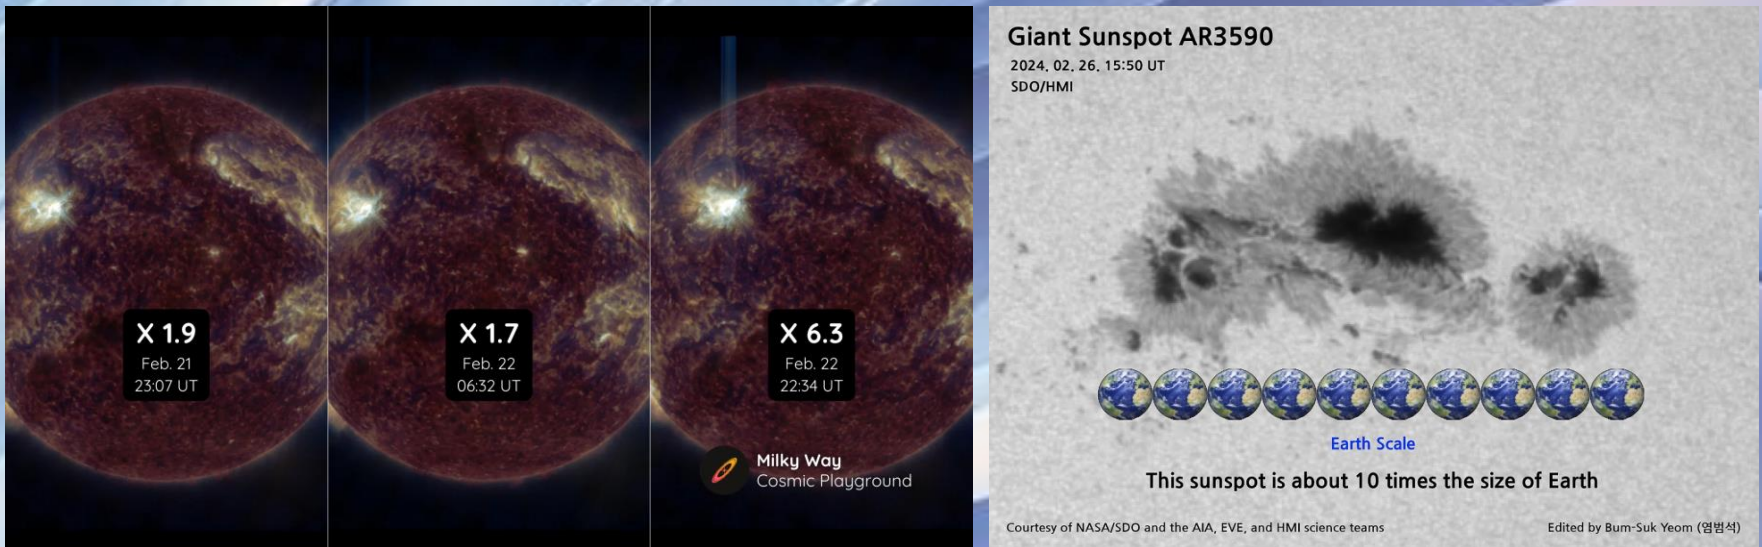 X 1.9
Feb. 21
23:07 UT
X 1.7
Feb. 22
06:32 UT
X 6.3
Feb. 22
22:34 UT
Milky Way
Cosmic Playground
Giant Sunspot AR3590
2024. 02. 26. 15:50 UT
SDO/HMI
Earth Scale
This sunspot is about 10 times the size of Earth
Courtesy of NASA/SDO and the AIA, EVE, and HMI science teams
Edited by Bum-Suk Yeom (염범석)